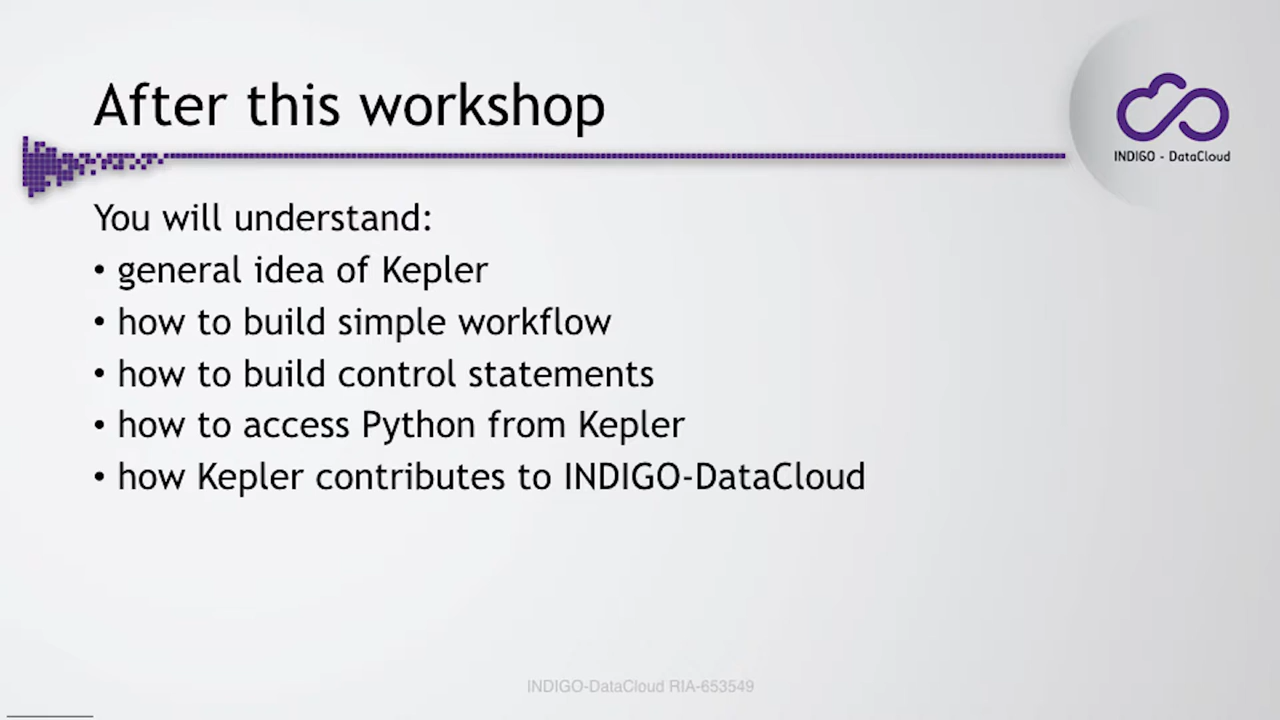 After this workshop
INDIGO - DataCloud
You will understand:
• general idea of Kepler
• how to build simple workflow
• how to build control statements
• how to access Python from Kepler
• how Kepler contributes to INDIGO-DataCloud
INDIGO-DataCloud RIA-653549